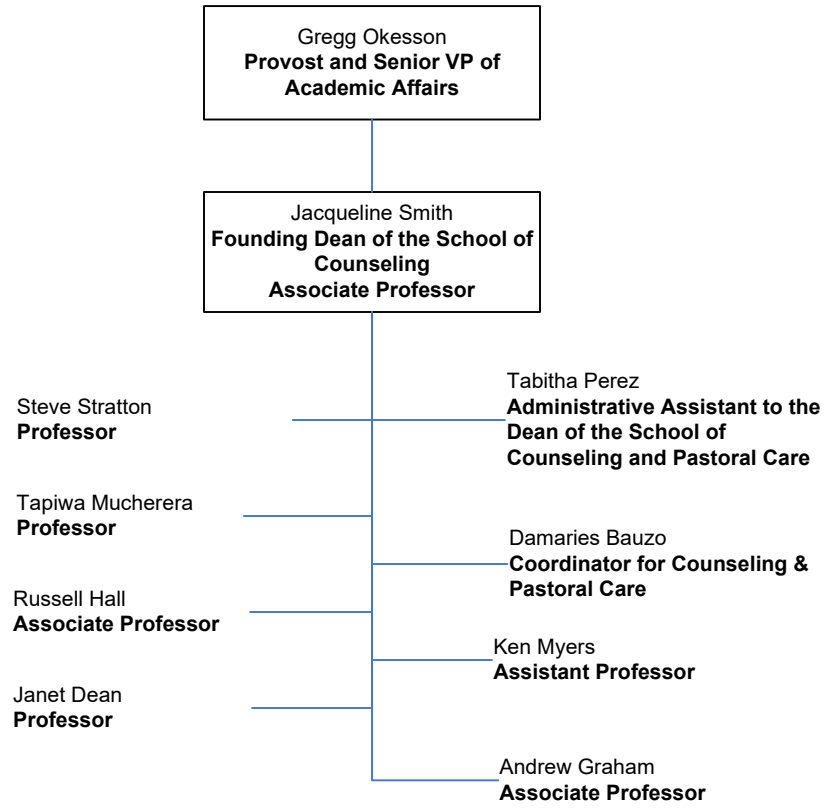 Gregg Okesson
Provost and Senior VP of
Academic Affairs
Jacqueline Smith
Founding Dean of the School of
Counseling
Associate Professor
Steve Stratton
Professor
Tabitha Perez
Administrative Assistant to the
Dean of the School of
Counseling and Pastoral Care
Tapiwa Mucherera
Professor
Damaries Bauzo
Coordinator for Counseling &
Pastoral Care
Russell Hall
Associate Professor
Ken Myers
Assistant Professor
Janet Dean
Professor
Andrew Graham
Associate Professor